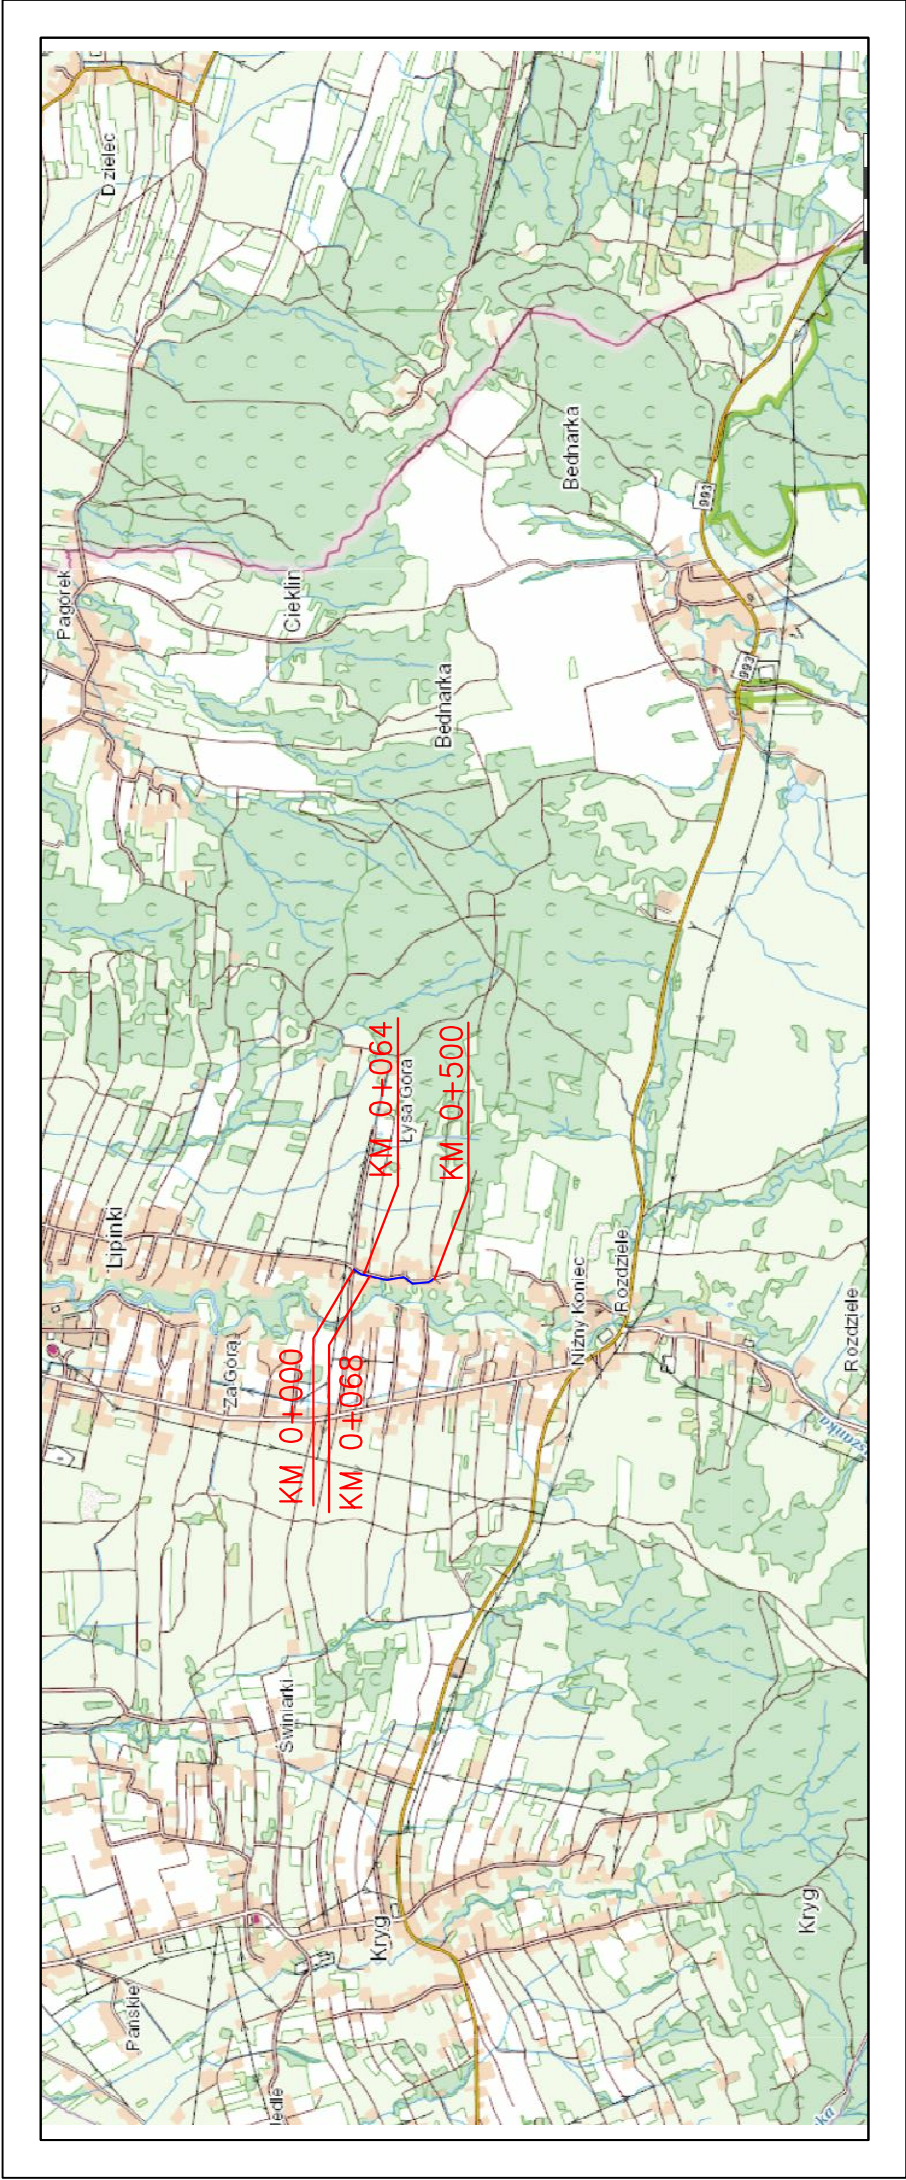 Dzielec
Pagórek
Cieklin
Bednarka
Bednarka
993
993
KM 0+064
Łysa Góra
KM 0+500
Lipinki
Za Górą
KM 0+000
KM 0+068
Niżny Koniec
Rozdziele
Rozdziele
Świniarki
Kryg
Kryg
Pańskie